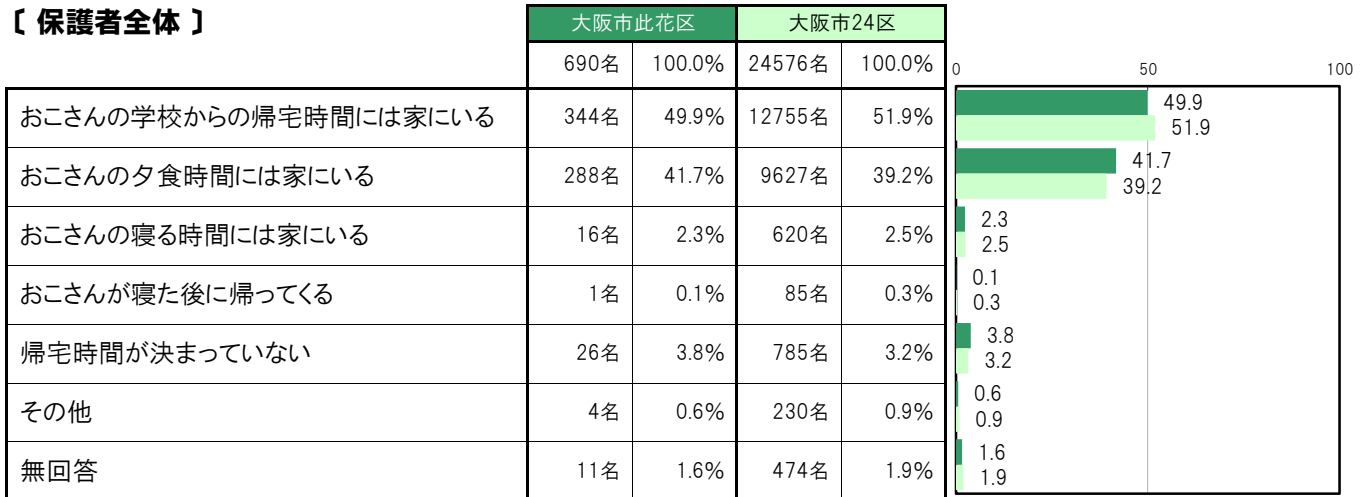 〔 保護者全体 〕
大阪市此花区 大阪市24区
690名 100.0% 24576名 100.0%
0 50 100
おこさんの学校からの帰宅時間には家にいる 344名 49.9% 12755名 51.9%
49.9
51.9
おこさんの夕食時間には家にいる 288名 41.7% 9627名 39.2%
41.7
39.2
おこさんの寝る時間には家にいる 16名 2.3% 620名 2.5%
2.3
2.5
おこさんが寝た後に帰ってくる 1名 0.1% 85名 0.3%
0.1
0.3
帰宅時間が決まっていない 26名 3.8% 785名 3.2%
3.8
3.2
その他 4名 0.6% 230名 0.9%
0.6
0.9
無回答 11名 1.6% 474名 1.9%
1.6
1.9